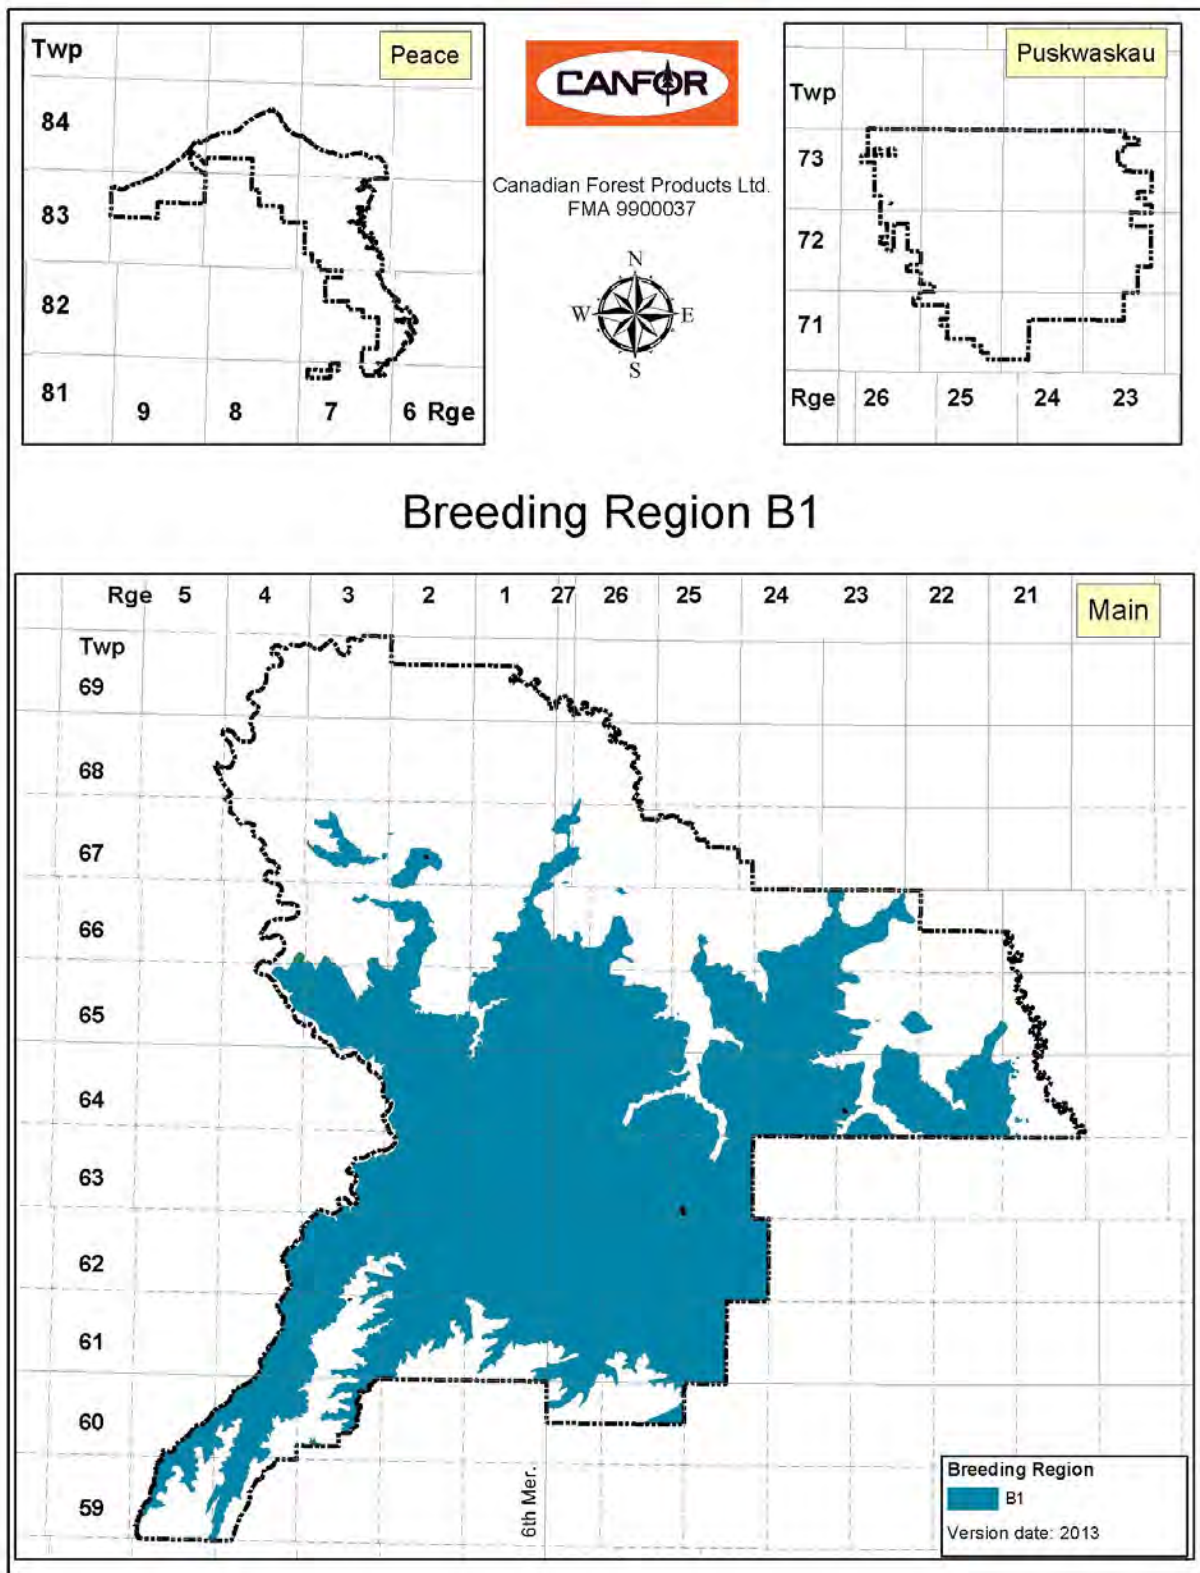 Twp
Peace
84
83
82
81
9 8 7 6 Rge
CANFOR
Canadian Forest Products Ltd.
FMA 9900037
N
W E
S
Puskwaskau
Twp
73
72
71
Rge 26 25 24 23
Breeding Region B1
Rge 5 4 3 2 1 27 26 25 24 23 22 21
Main
Twp
69
68
67
66
65
64
63
62
61
60
59
6th Mer.
Breeding Region
B1
Version date: 2013